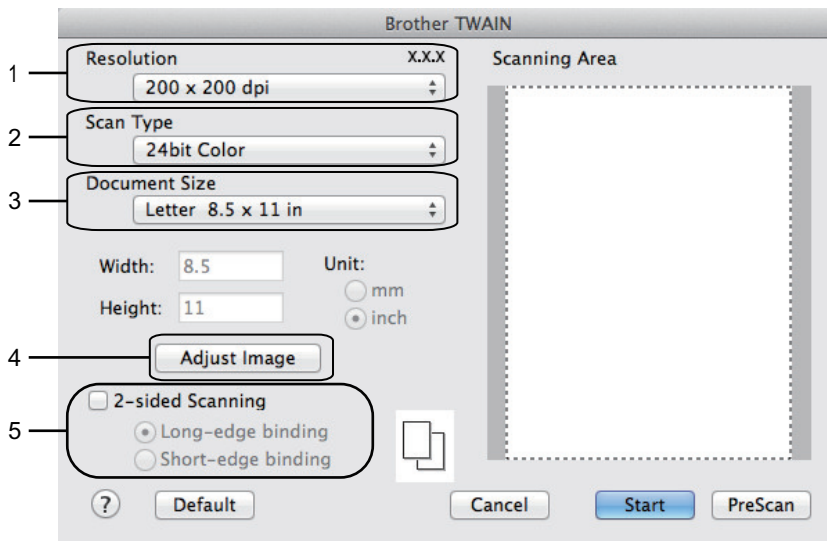 Brother TWAIN
1
Resolution X.X.X
200 x 200 dpi
2
Scan Type
24bit Color
3
Document Size
Letter 8.5 x 11 in
Width: 8.5
Height: 11
Unit:
mm
inch
4
Adjust Image
5
2-sided Scanning
Long-edge binding
Short-edge binding
Scanning Area
?
Default
Cancel
Start
PreScan